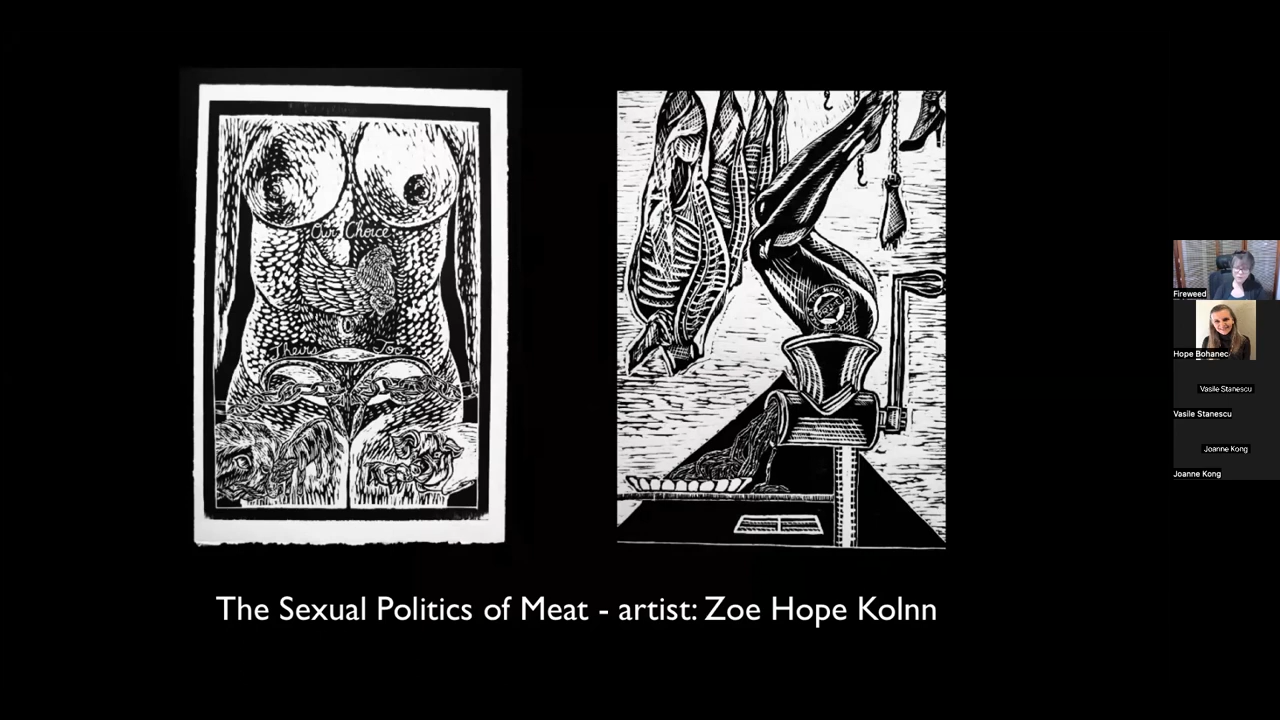 Our Choice
Theirs Too
The Sexual Politics of Meat - artist: Zoe Hope Kolnn
Fireweed
Hope Bohanec
Vasile Stanescu
Vasile Stanescu
Joanne Kong
Joanne Kong